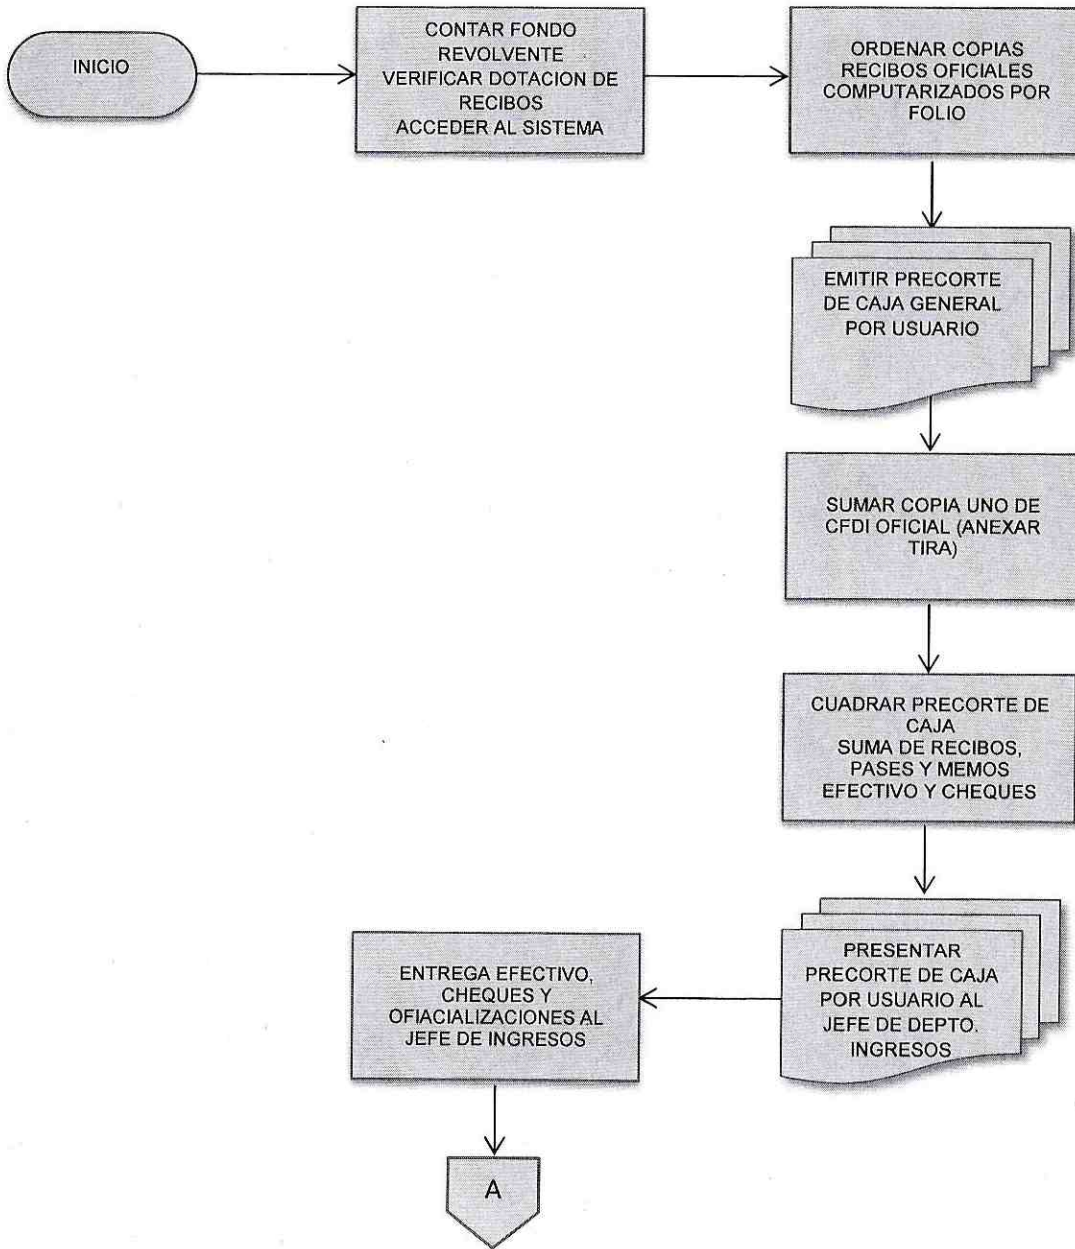 INICIO
CONTAR FONDO
REVOLVENTE
VERIFICAR DOTACION DE
RECIBOS
ACCEDER AL SISTEMA
ORDENAR COPIAS
RECIBOS OFICIALES
COMPUTARIZADOS POR
FOLIO
EMITIR PRECORTE
DE CAJA GENERAL
POR USUARIO
SUMAR COPIA UNO DE
CFDI OFICIAL (ANEXAR
TIRA)
CUADRAR PRECORTE DE
CAJA
SUMA DE RECIBOS,
PASES Y MEMOS
EFECTIVO Y CHEQUES
PRESENTAR
PRECORTE DE CAJA
POR USUARIO AL
JEFE DE DEPTO.
INGRESOS
ENTREGA EFECTIVO,
CHEQUES Y
OFIACIALIZACIONES AL
JEFE DE INGRESOS
A